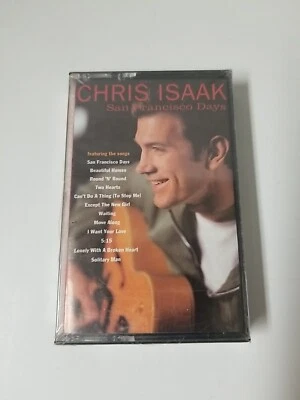 CHRIS ISAAK
San Francisco Days
featuring the songs
San Francisco Days
Beautiful Homes
Round 'N' Round
Two Hearts
Can't Do A Thing (To Stop Me)
Except The New Girl
Waiting
Move Along
I Want Your Love
5:15
Lonely With A Broken Heart
Solitary Man